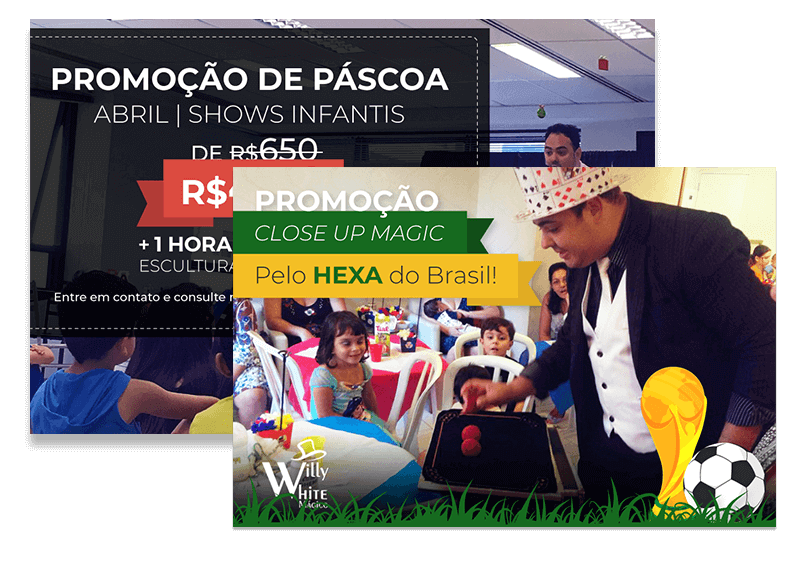 PROMOÇÃO DE PÁSCOA
ABRIL | SHOWS INFANTIS
DE R$650
+ 1 HORA
Entre em contato e consulte
PROMOÇÃO
CLOSE UP MAGIC
Pelo HEXA do Brasil!
Willy
WHITE
Mágico